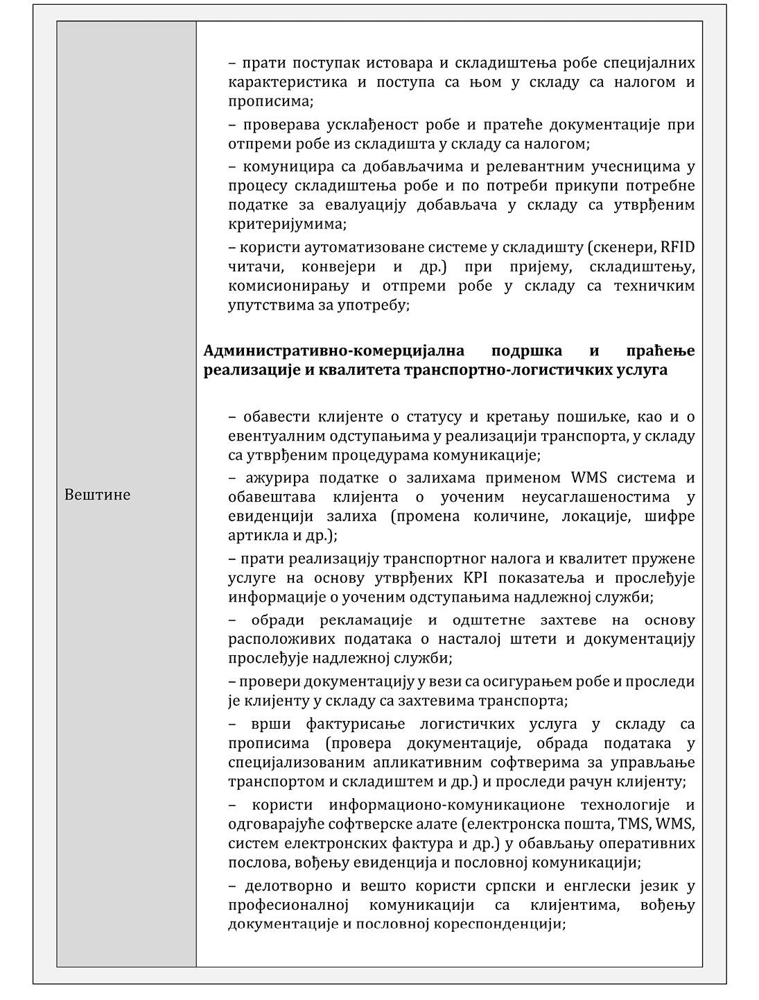 – прати поступак истовара и складиштења робе специјалних
карактеристика и поступа са њом у складу са налогом и
прописима;
– проверава усклађеност робе и пратеће документације при
отпреми робе из складишта у складу са налогом;
– комуницира са добављачима и релевантним учесницима у
процесу складиштења робе и по потреби прикупи потребне
податке за евалуацију добављача у складу са утврђеним
критеријумима;
– користи аутоматизоване системе у складишту (скенери, RFID
читачи, конвејери и др.) при пријему, складиштењу,
комисионирању и отпреми робе у складу са техничким
упутствима за употребу;
Административно-комерцијална подршка и праћење
реализације и квалитета транспортно-логистичких услуга
– обавести клијенте о статусу и кретању пошиљке, као и о
евентуалним одступањима у реализацији транспорта, у складу
са утврђеним процедурама комуникације;
– ажурира податке о залихама применом WMS система и
Вештине
обавештава клијента о уоченим неусаглашеностима у
евиденцији залиха (промена количине, локације, шифре
артикла и др.);
– прати реализацију транспортног налога и квалитет пружене
услуге на основу утврђених KPI показатеља и прослеђује
информације о уоченим одступањима надлежној служби;
– обради рекламације и одштетне захтеве на основу
расположивих података о насталој штети и документацију
прослеђује надлежној служби;
– провери документацију у вези са осигурањем робе и проследи
је клијенту у складу са захтевима транспорта;
– врши фактурисање логистичких услуга у складу са
прописима (провера документације, обрада података у
специјализованим апликативним софтверима за управљање
транспортом и складиштем и др.) и проследи рачун клијенту;
– користи информационо-комуникационе технологије и
одговарајуће софтверске алате (електронска пошта, TMS, WMS,
систем електронских фактура и др.) у обављању оперативних
послова, вођењу евиденција и пословној комуникацији;
– делотворно и вешто користи српски и енглески језик у
професионалној комуникацији са клијентима, вођењу
документације и пословној кореспонденцији;